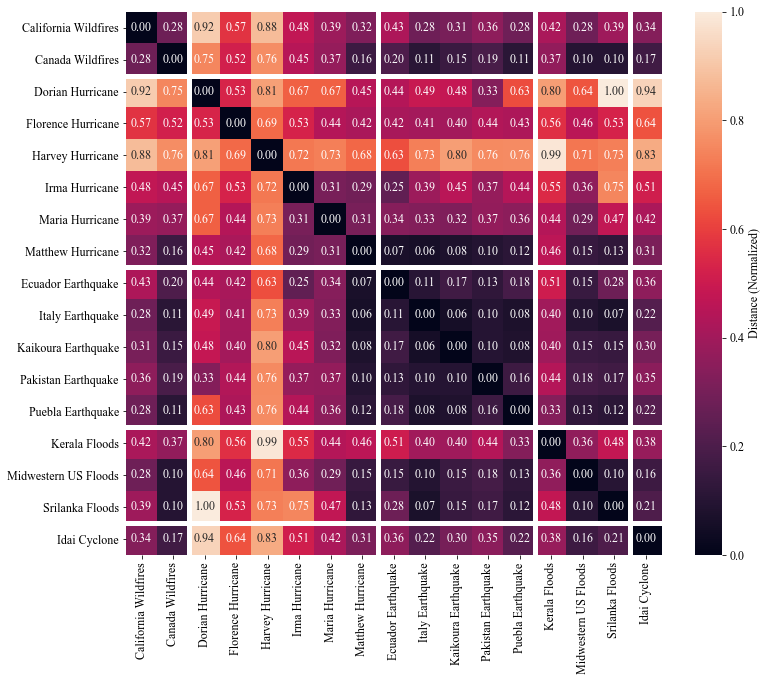 California Wildfires 0.00 0.28 0.92 0.57 0.88 0.48 0.39 0.32 0.43 0.28 0.31 0.36 0.28 0.42 0.28 0.39 0.34
Canada Wildfires 0.28 0.00 0.75 0.52 0.76 0.45 0.37 0.16 0.20 0.11 0.15 0.19 0.11 0.37 0.10 0.10 0.17
Dorian Hurricane 0.92 0.75 0.00 0.53 0.81 0.67 0.67 0.45 0.44 0.49 0.48 0.33 0.63 0.80 0.64 1.00 0.94
Florence Hurricane 0.57 0.52 0.53 0.00 0.69 0.53 0.44 0.42 0.42 0.41 0.40 0.44 0.43 0.56 0.46 0.53 0.64
Harvey Hurricane 0.88 0.76 0.81 0.69 0.00 0.72 0.73 0.68 0.63 0.73 0.80 0.76 0.76 0.99 0.71 0.73 0.83
Irma Hurricane 0.48 0.45 0.67 0.53 0.72 0.00 0.31 0.29 0.25 0.39 0.45 0.37 0.44 0.55 0.36 0.75 0.51
Maria Hurricane 0.39 0.37 0.67 0.44 0.73 0.31 0.00 0.31 0.34 0.33 0.32 0.37 0.36 0.44 0.29 0.47 0.42
Matthew Hurricane 0.32 0.16 0.45 0.42 0.68 0.29 0.31 0.00 0.07 0.06 0.08 0.10 0.12 0.46 0.15 0.13 0.31
Ecuador Earthquake 0.43 0.20 0.44 0.42 0.63 0.25 0.34 0.07 0.00 0.11 0.17 0.13 0.18 0.51 0.15 0.28 0.36
Italy Earthquake 0.28 0.11 0.49 0.41 0.73 0.39 0.33 0.06 0.11 0.00 0.06 0.10 0.08 0.40 0.10 0.07 0.22
Kaikoura Earthquake 0.31 0.15 0.48 0.40 0.80 0.45 0.32 0.08 0.17 0.06 0.00 0.10 0.08 0.40 0.15 0.15 0.30
Pakistan Earthquake 0.36 0.19 0.33 0.44 0.76 0.37 0.37 0.10 0.13 0.10 0.10 0.00 0.16 0.44 0.18 0.17 0.35
Puebla Earthquake 0.28 0.11 0.63 0.43 0.76 0.44 0.36 0.12 0.18 0.08 0.08 0.16 0.00 0.33 0.13 0.12 0.22
Kerala Floods 0.42 0.37 0.80 0.56 0.99 0.55 0.44 0.46 0.51 0.40 0.40 0.44 0.33 0.00 0.36 0.48 0.38
Midwestern US Floods 0.28 0.10 0.64 0.46 0.71 0.36 0.29 0.15 0.15 0.10 0.15 0.18 0.13 0.36 0.00 0.10 0.16
Srilanka Floods 0.39 0.10 1.00 0.53 0.73 0.75 0.47 0.13 0.28 0.07 0.15 0.17 0.12 0.48 0.10 0.00 0.21
Idai Cyclone 0.34 0.17 0.94 0.64 0.83 0.51 0.42 0.31 0.36 0.22 0.30 0.35 0.22 0.38 0.16 0.21 0.00
California Wildfires
Canada Wildfires
Dorian Hurricane
Florence Hurricane
Harvey Hurricane
Irma Hurricane
Maria Hurricane
Matthew Hurricane
Ecuador Earthquake
Italy Earthquake
Kaikoura Earthquake
Pakistan Earthquake
Puebla Earthquake
Kerala Floods
Midwestern US Floods
Srilanka Floods
Idai Cyclone
1.0
0.8
0.6
0.4
0.2
0.0
Distance (Normalized)